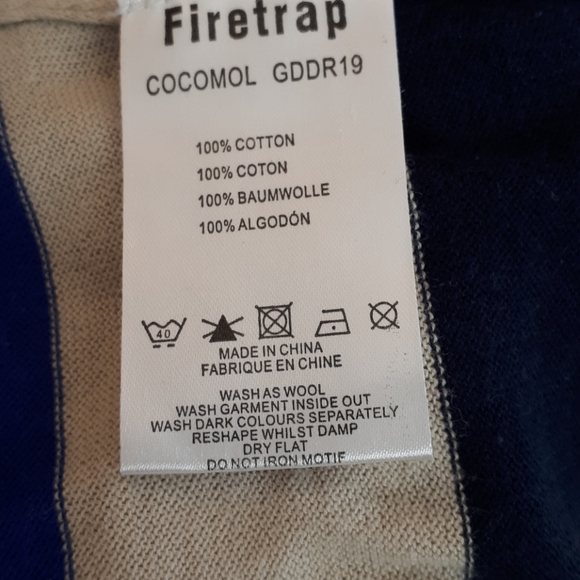 Firetrap
COCOMOL GDDR19
100% COTTON
100% COTON
100% BAUMWOLLE
100% ALGODÓN
40
MADE IN CHINA
FABRIQUE EN CHINE
WASH AS WOOL
WASH GARMENT INSIDE OUT
WASH DARK COLOURS SEPARATELY
RESHAPE WHILST DAMP
DRY FLAT
DO NOT IRON MOTIF